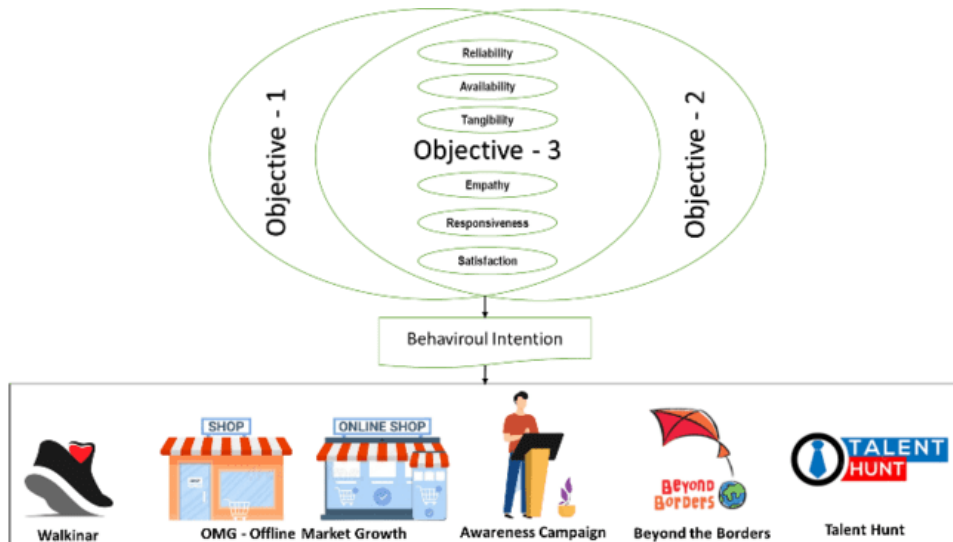 Reliability
Availability
Tangibility
Objective - 1
Objective - 3
Objective - 2
Empathy
Responsiveness
Satisfaction
Behaviroul Intention
SHOP
ONLINE SHOP
BEYOND
BORDERS
TALENT
HUNT
Walkinar
OMG - Offline Market Growth
Awareness Campaign
Beyond the Borders
Talent Hunt